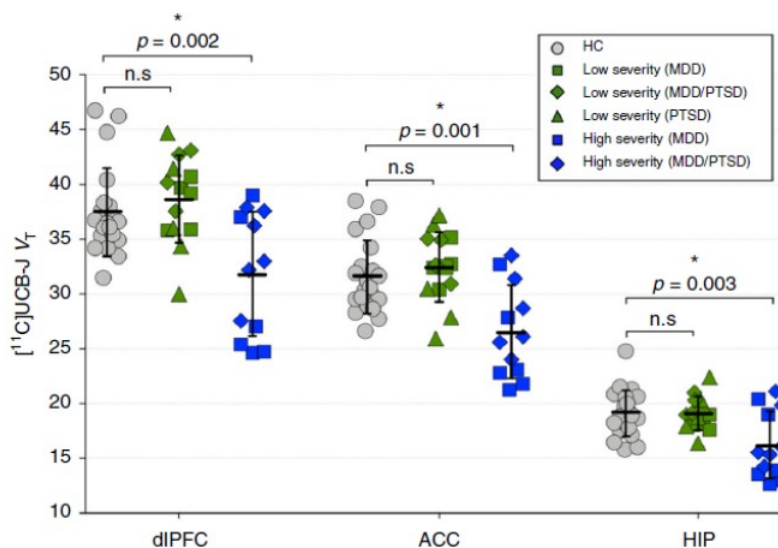 *
p = 0.002
n.s
*
p = 0.001
n.s
*
p = 0.003
n.s
HC
Low severity (MDD)
Low severity (MDD/PTSD)
Low severity (PTSD)
High severity (MDD)
High severity (MDD/PTSD)
[¹¹C]UCB-J V_T
50
45
40
35
30
25
20
15
10
dlPFC
ACC
HIP